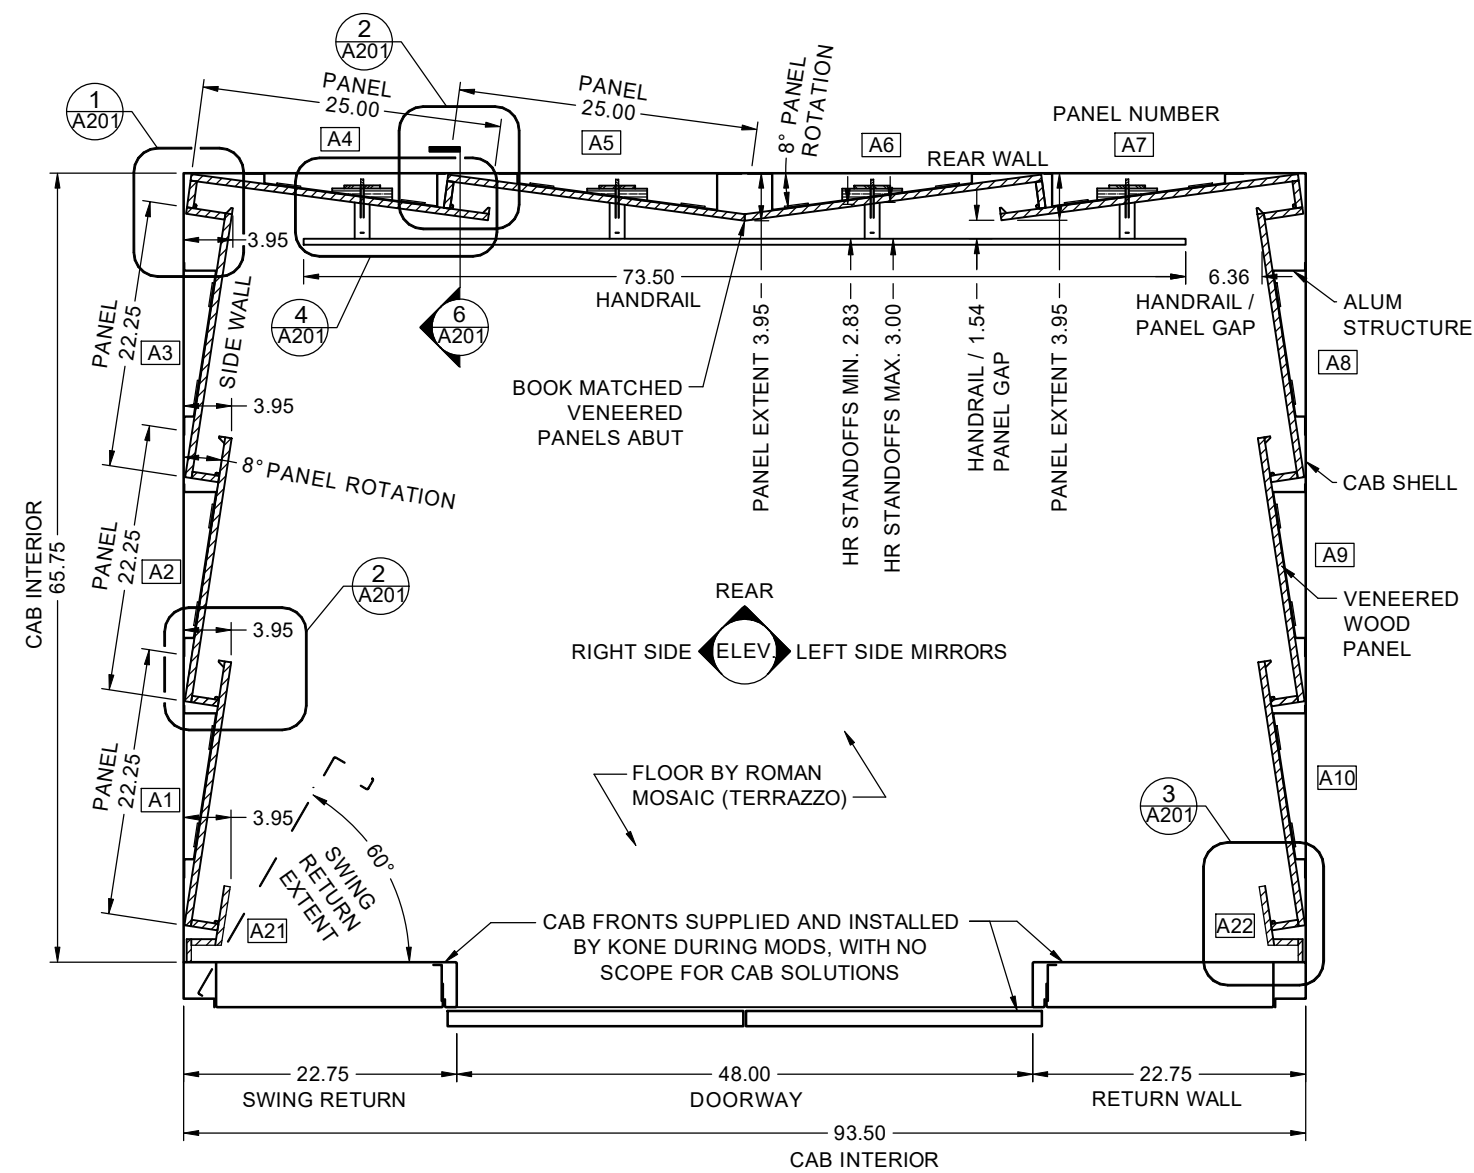 2
A201
1
A201
PANEL
25.00
PANEL
25.00
8° PANEL
ROTATION
PANEL NUMBER
A4
A5
A6
A7
REAR WALL
3.95
73.50
HANDRAIL
6.36
HANDRAIL /
PANEL GAP
ALUM
STRUCTURE
4
A201
6
A201
PANEL
22.25
A3
SIDE WALL
A8
BOOK MATCHED
VENEERED
PANELS ABUT
PANEL EXTENT 3.95
HR STANDOFFS MIN. 2.83
HR STANDOFFS MAX. 3.00
HANDRAIL / 1.54
PANEL GAP
PANEL EXTENT 3.95
3.95
8° PANEL ROTATION
CAB SHELL
CAB INTERIOR
65.75
PANEL
22.25
A2
2
A201
A9
VENEERED
WOOD
PANEL
3.95
REAR
RIGHT SIDE
ELEV.
LEFT SIDE MIRRORS
PANEL
22.25
A1
FLOOR BY ROMAN
MOSAIC (TERRAZZO)
A10
3
A201
3.95
60°
SWING
RETURN
EXTENT
A21
CAB FRONTS SUPPLIED AND INSTALLED
BY KONE DURING MODS, WITH NO
SCOPE FOR CAB SOLUTIONS
A22
22.75
SWING RETURN
48.00
DOORWAY
22.75
RETURN WALL
93.50
CAB INTERIOR